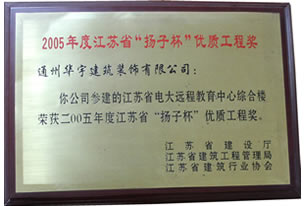 2005年度江苏省“扬子杯”优质工程奖
通州华宇建筑装饰有限公司：
你公司参建的江苏省电大远程教育中心综合楼
荣获二00五年度江苏省“扬子杯”优质工程奖。
江苏省建设厅
江苏省建筑工程管理局
江苏省建筑行业协会